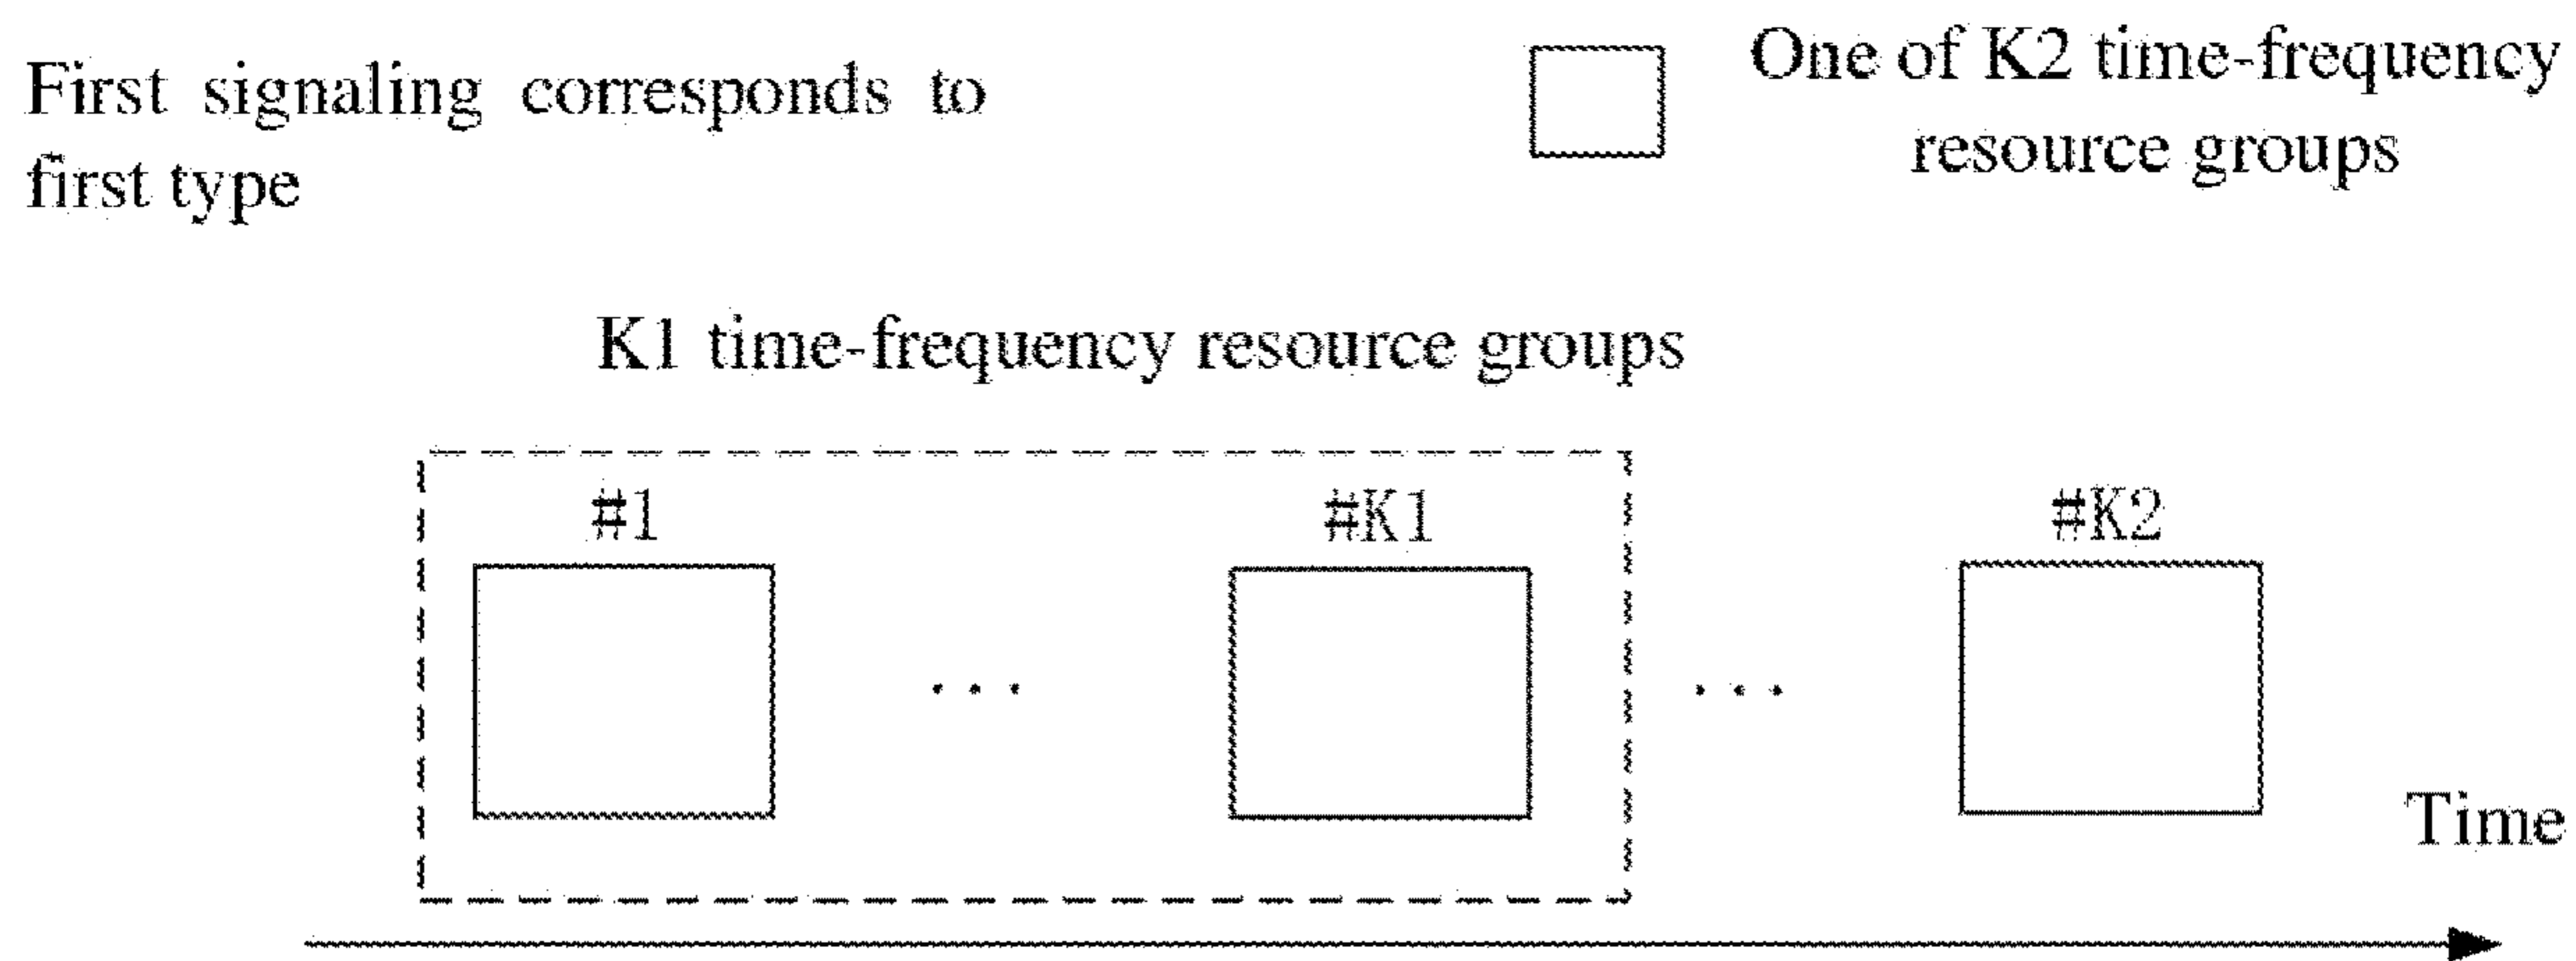 First signaling corresponds to
first type
One of K2 time-frequency
resource groups
K1 time-frequency resource groups
#1
#K1
#K2
...
...
Time